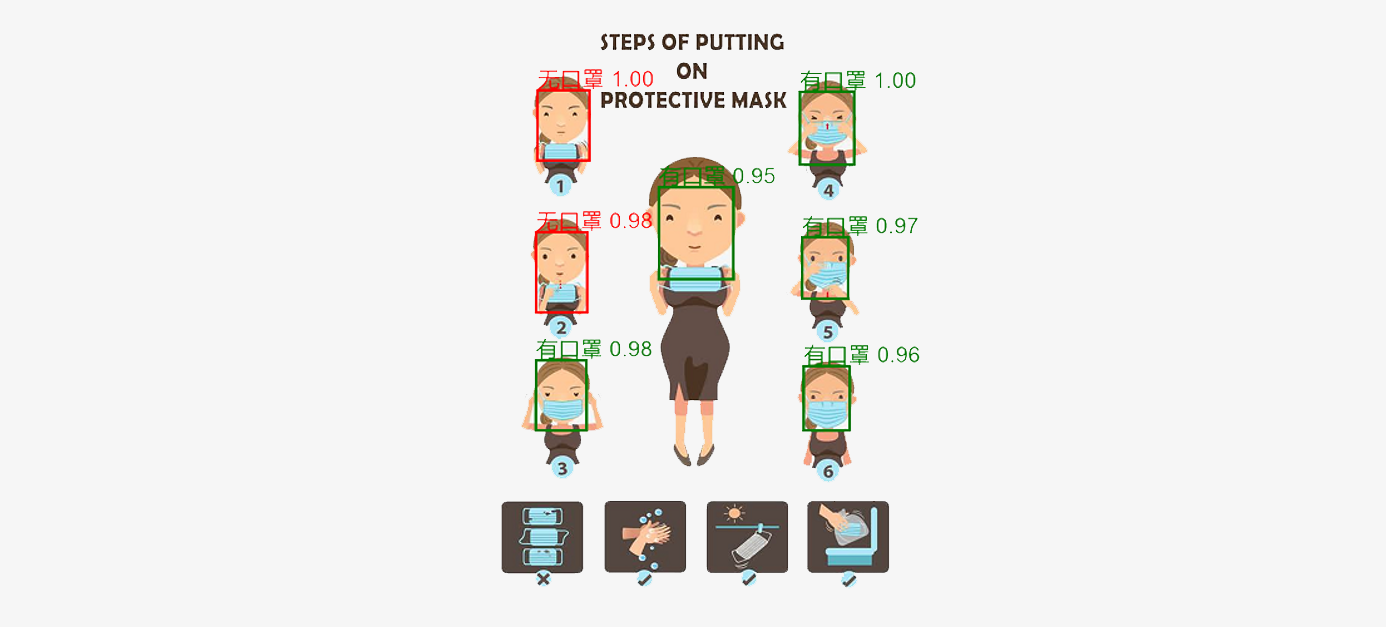 STEPS OF PUTTING
ON
PROTECTIVE MASK
无口罩 1.00
有口罩 1.00
有口罩 0.95
1
4
无口罩 0.98
有口罩 0.97
2
5
有口罩 0.98
有口罩 0.96
3
6